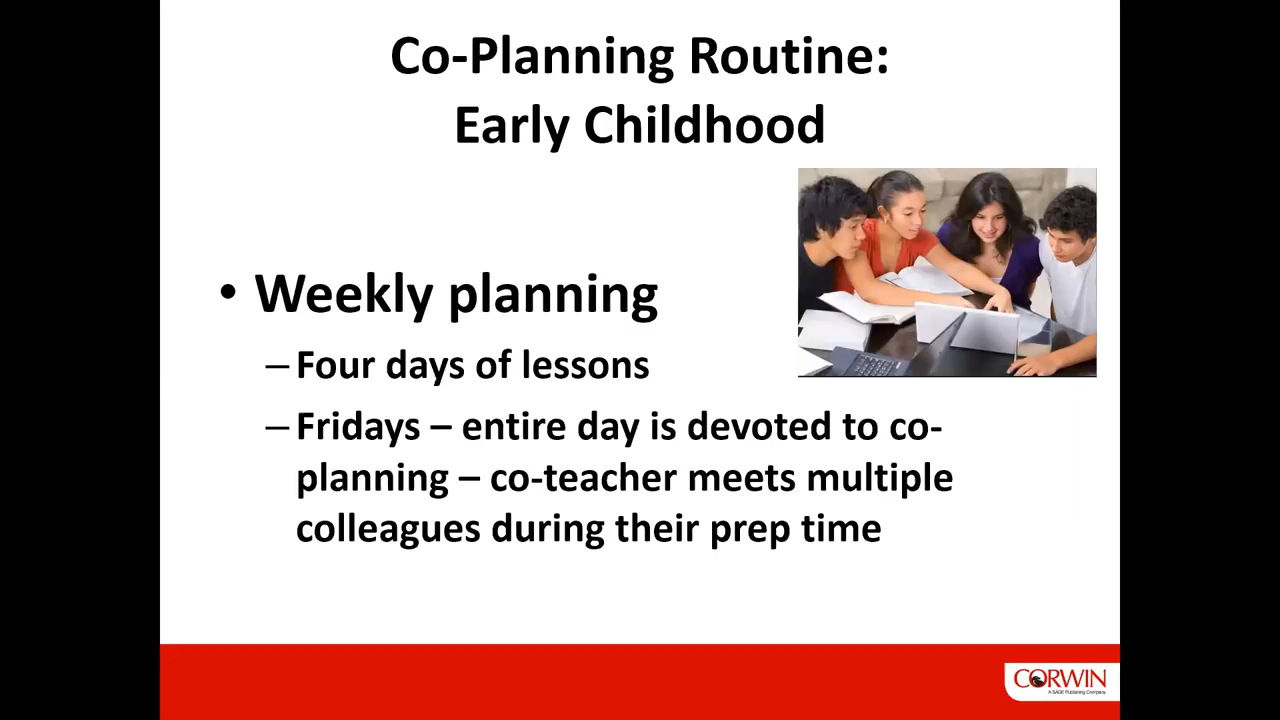 Co-Planning Routine:
Early Childhood
• Weekly planning
– Four days of lessons
– Fridays – entire day is devoted to co-
planning – co-teacher meets multiple
colleagues during their prep time
CORWIN
A SAGE Publishing Company